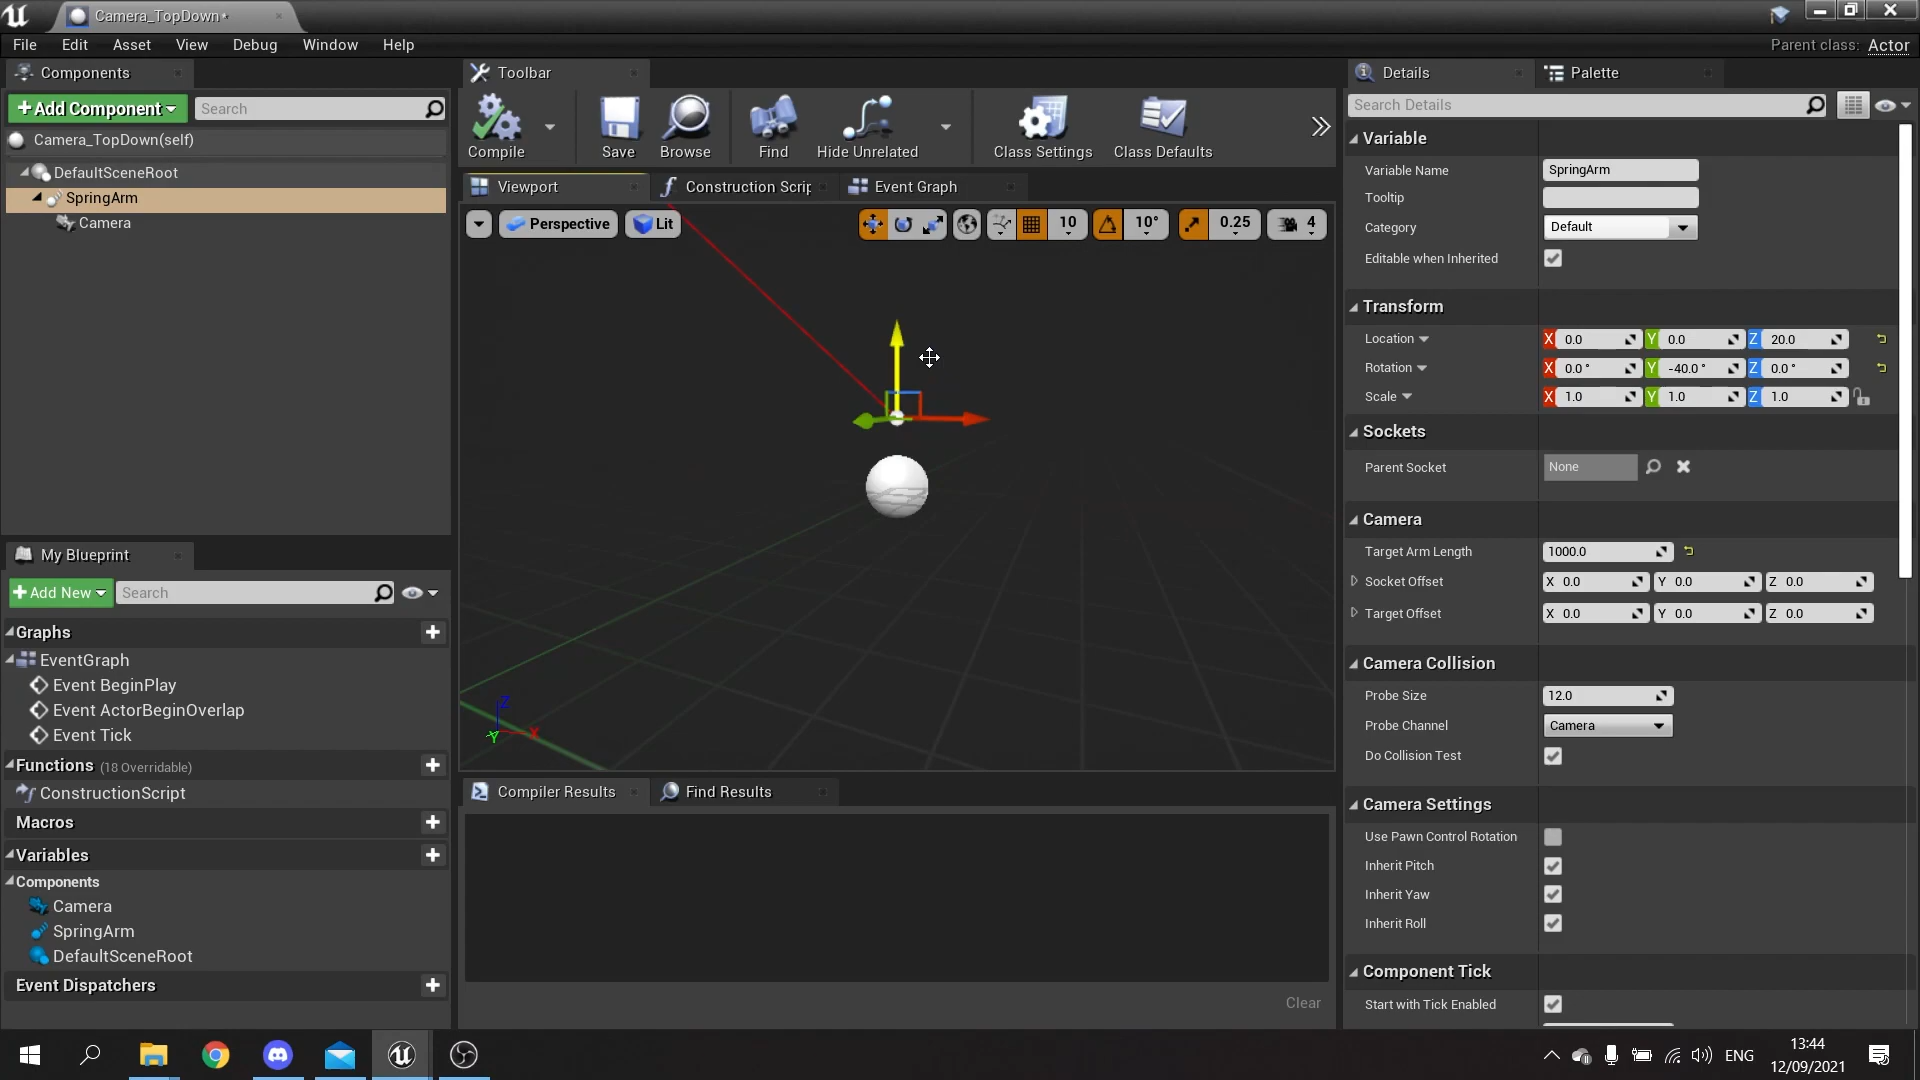 Camera_TopDown*
File Edit Asset View Debug Window Help
Parent class: Actor
Components
+Add Component
Search
Camera_TopDown(self)
DefaultSceneRoot
SpringArm
Camera
My Blueprint
+Add New
Search
Graphs
EventGraph
Event BeginPlay
Event ActorBeginOverlap
Event Tick
Functions (18 Overridable)
ConstructionScript
Macros
Variables
Components
Camera
SpringArm
DefaultSceneRoot
Event Dispatchers
Toolbar
Compile
Save
Browse
Find
Hide Unrelated
Class Settings
Class Defaults
Viewport
Construction Scrip
Event Graph
Perspective
Lit
10
10°
0.25
4
Z
Y
X
Compiler Results
Find Results
Clear
Details
Palette
Search Details
Variable
Variable Name SpringArm
Tooltip
Category Default
Editable when Inherited
Transform
Location X 0.0 Y 0.0 Z 20.0
Rotation X 0.0 ° Y -40.0 ° Z 0.0 °
Scale X 1.0 Y 1.0 Z 1.0
Sockets
Parent Socket None
Camera
Target Arm Length 1000.0
Socket Offset X 0.0 Y 0.0 Z 0.0
Target Offset X 0.0 Y 0.0 Z 0.0
Camera Collision
Probe Size 12.0
Probe Channel Camera
Do Collision Test
Camera Settings
Use Pawn Control Rotation
Inherit Pitch
Inherit Yaw
Inherit Roll
Component Tick
Start with Tick Enabled
ENG
13:44
12/09/2021